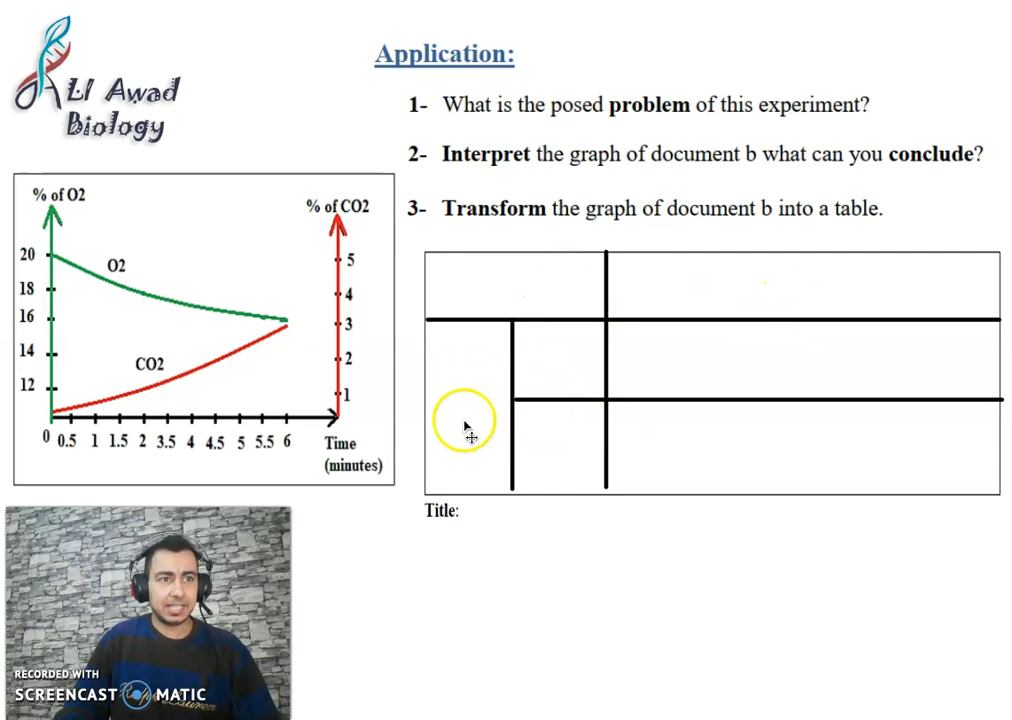 ALI Awad
Biology
Application:
1- What is the posed problem of this experiment?
2- Interpret the graph of document b what can you conclude?
3- Transform the graph of document b into a table.
% of O2
% of CO2
20
18
16
14
12
O2
CO2
5
4
3
2
1
0 0.5 1 1.5 2 3.5 4 4.5 5 5.5 6
Time
(minutes)
Title:
RECORDED WITH
SCREENCAST MATIC